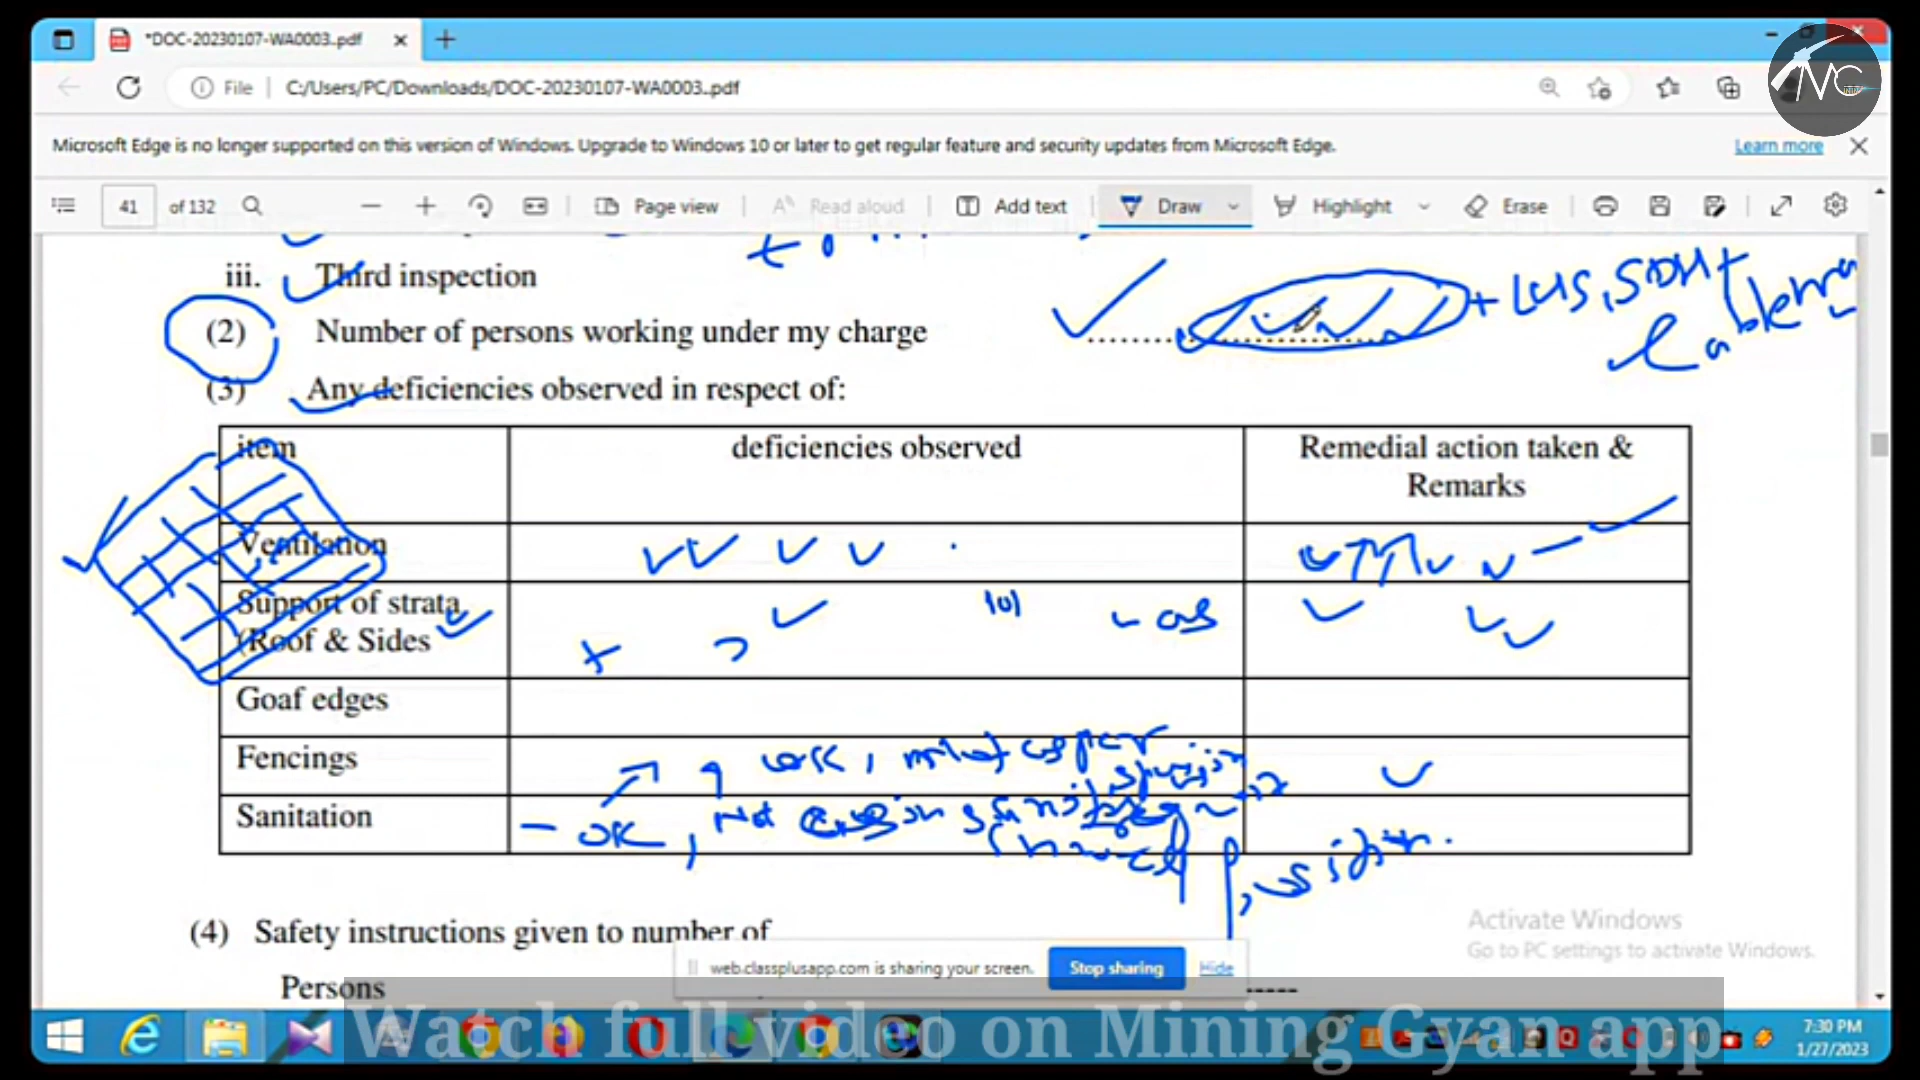 *DOC-20230107-WA0003..pdf
File | C:/Users/PC/Downloads/DOC-20230107-WA0003..pdf
MC
Microsoft Edge is no longer supported on this version of Windows. Upgrade to Windows 10 or later to get regular feature and security updates from Microsoft Edge.
Learn more
41 of 132
Page view
Read aloud
Add text
Draw
Highlight
Erase
iii. Third inspection
(2) Number of persons working under my charge
(3) Any deficiencies observed in respect of:
item
deficiencies observed
Remedial action taken &
Remarks
Ventilation
Support of strata
(Roof & Sides
Goaf edges
Fencings
Sanitation
OK, Not
(4) Safety instructions given to number of
Persons
Activate Windows
Go to PC settings to activate Windows.
web.classplusapp.com is sharing your screen.
Stop sharing
Hide
Watch full video on Mining Gyan app
7:30 PM
1/27/2023